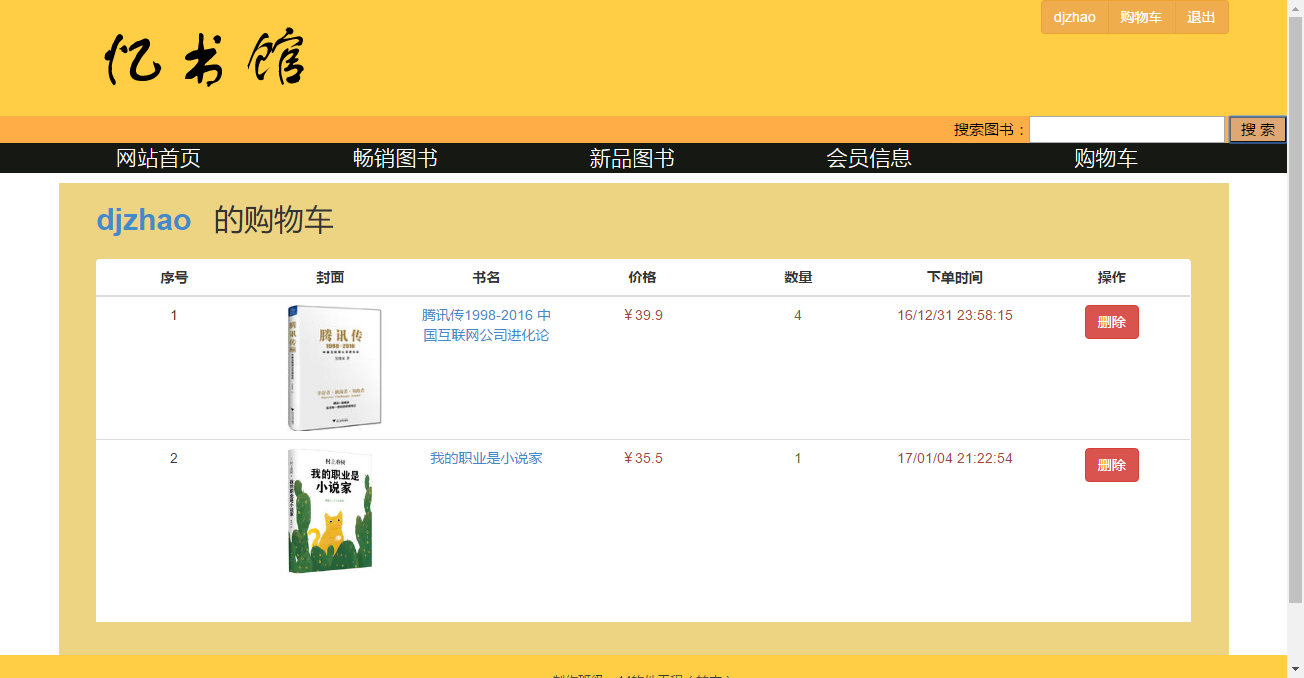 djzhao 购物车 退出
忆书馆
搜索图书： 搜 索
网站首页 畅销图书 新品图书 会员信息 购物车
djzhao 的购物车
序号 封面 书名 价格 数量 下单时间 操作
1 腾讯传1998-2016 中 ￥39.9 4 16/12/31 23:58:15 删除
国互联网公司进化论
腾讯传
1998-2016
2 我的职业是小说家 ￥35.5 1 17/01/04 21:22:54 删除
村上春树
我的职业是
小说家